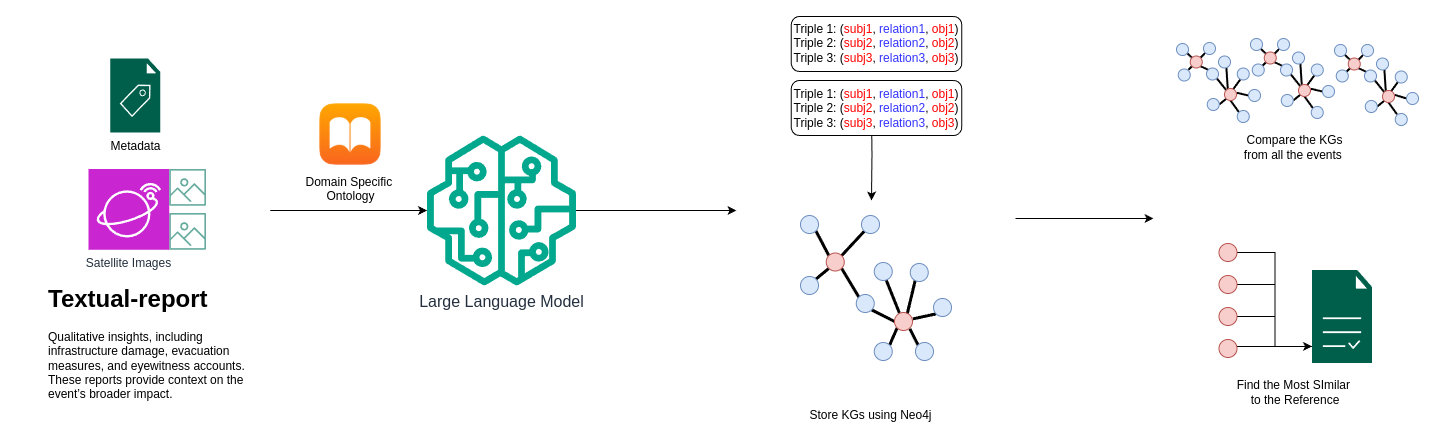 Metadata
Satellite Images
Textual-report
Qualitative insights, including
infrastructure damage, evacuation
measures, and eyewitness accounts.
These reports provide context on the
event's broader impact.
Domain Specific
Ontology
Large Language Model
Triple 1: (subj1, relation1, obj1)
Triple 2: (subj2, relation2, obj2)
Triple 3: (subj3, relation3, obj3)
Triple 1: (subj1, relation1, obj1)
Triple 2: (subj2, relation2, obj2)
Triple 3: (subj3, relation3, obj3)
Store KGs using Neo4j
Compare the KGs
from all the events
Find the Most SImilar
to the Reference